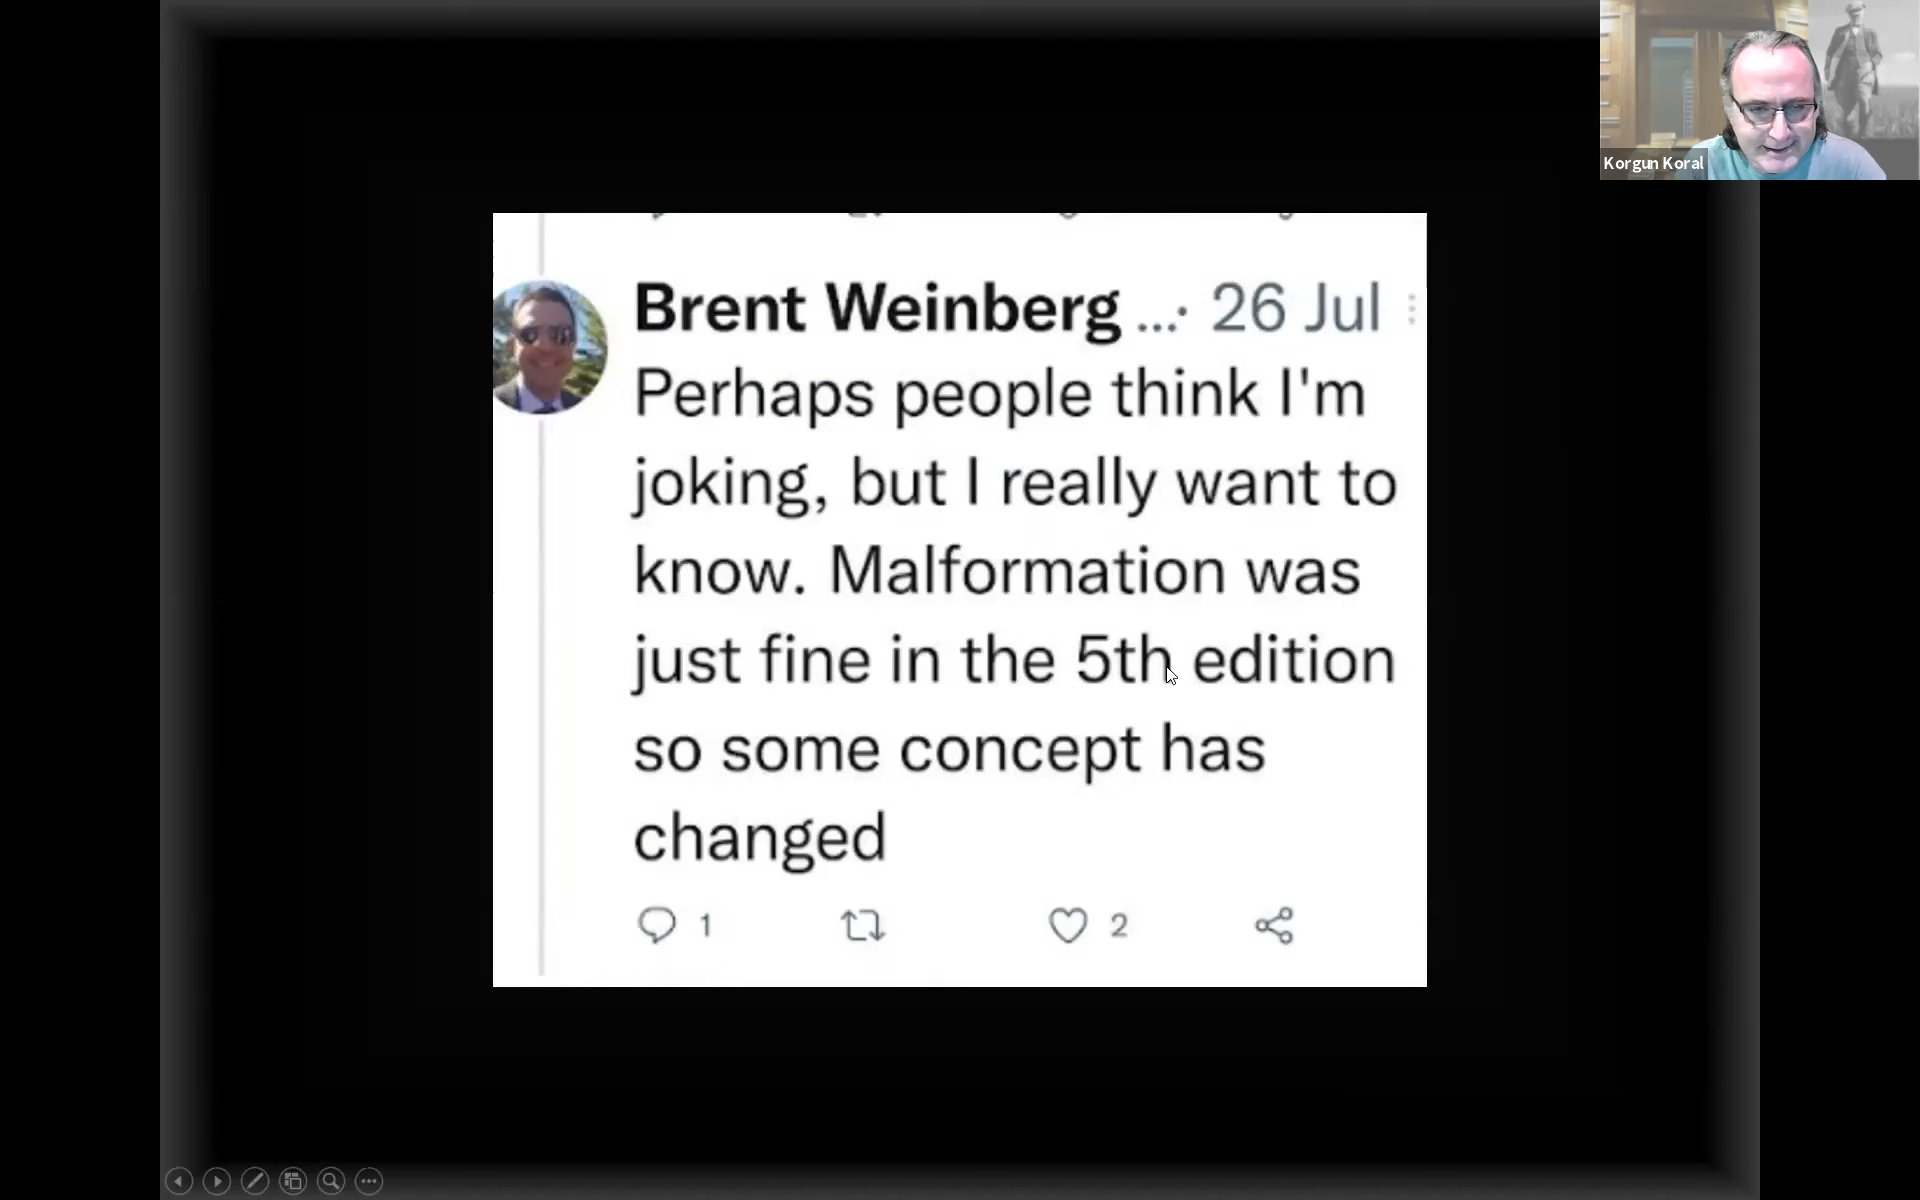 Korgun Koral
Brent Weinberg ...· 26 Jul
Perhaps people think I'm
joking, but I really want to
know. Malformation was
just fine in the 5th edition
so some concept has
changed
1 2